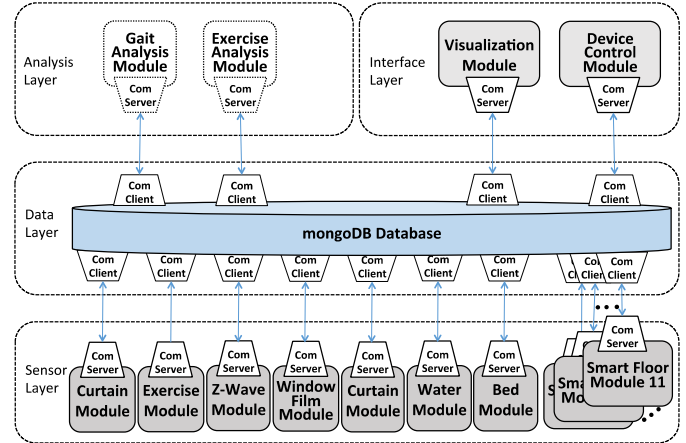 Gait
Analysis
Module
Exercise
Analysis
Module
Analysis
Layer
Com
Server
Com
Server
Visualization
Module
Device
Control
Module
Interface
Layer
Com
Server
Com
Server
Com
Client
Com
Client
Com
Client
Com
Client
Data
Layer
mongoDB Database
Com
Client
Com
Client
Com
Client
Com
Client
Com
Client
Com
Client
Com
Client
Com
Client
Sensor
Layer
Com
Server
Curtain
Module
Com
Server
Exercise
Module
Com
Server
Z-Wave
Module
Com
Server
Window
Film
Module
Com
Server
Curtain
Module
Com
Server
Water
Module
Com
Server
Bed
Module
Com
Server
Smart Floor
Module 11